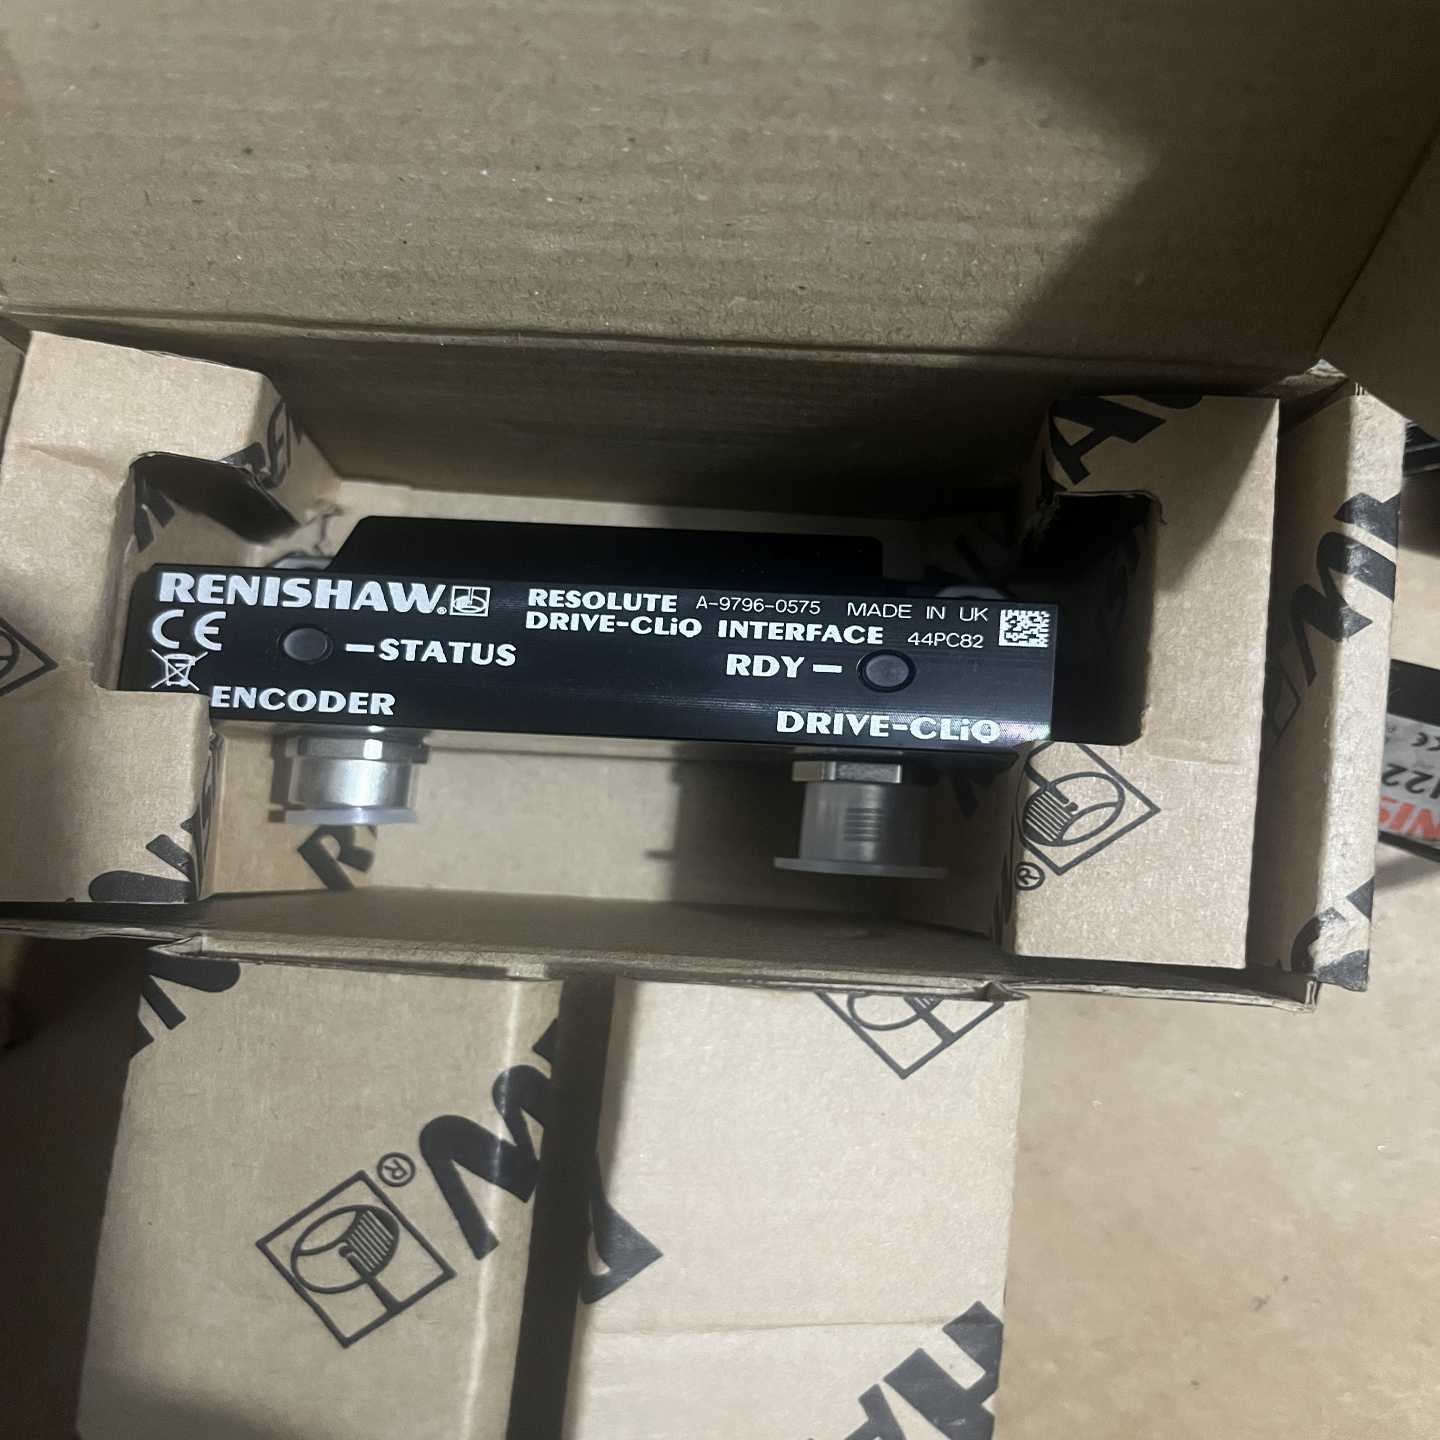 RENISHAW® RESOLUTE A-9796-0575 MADE IN UK
DRIVE-CLiQ INTERFACE 44PC82
CE
STATUS
RDY
ENCODER
DRIVE-CLiQ